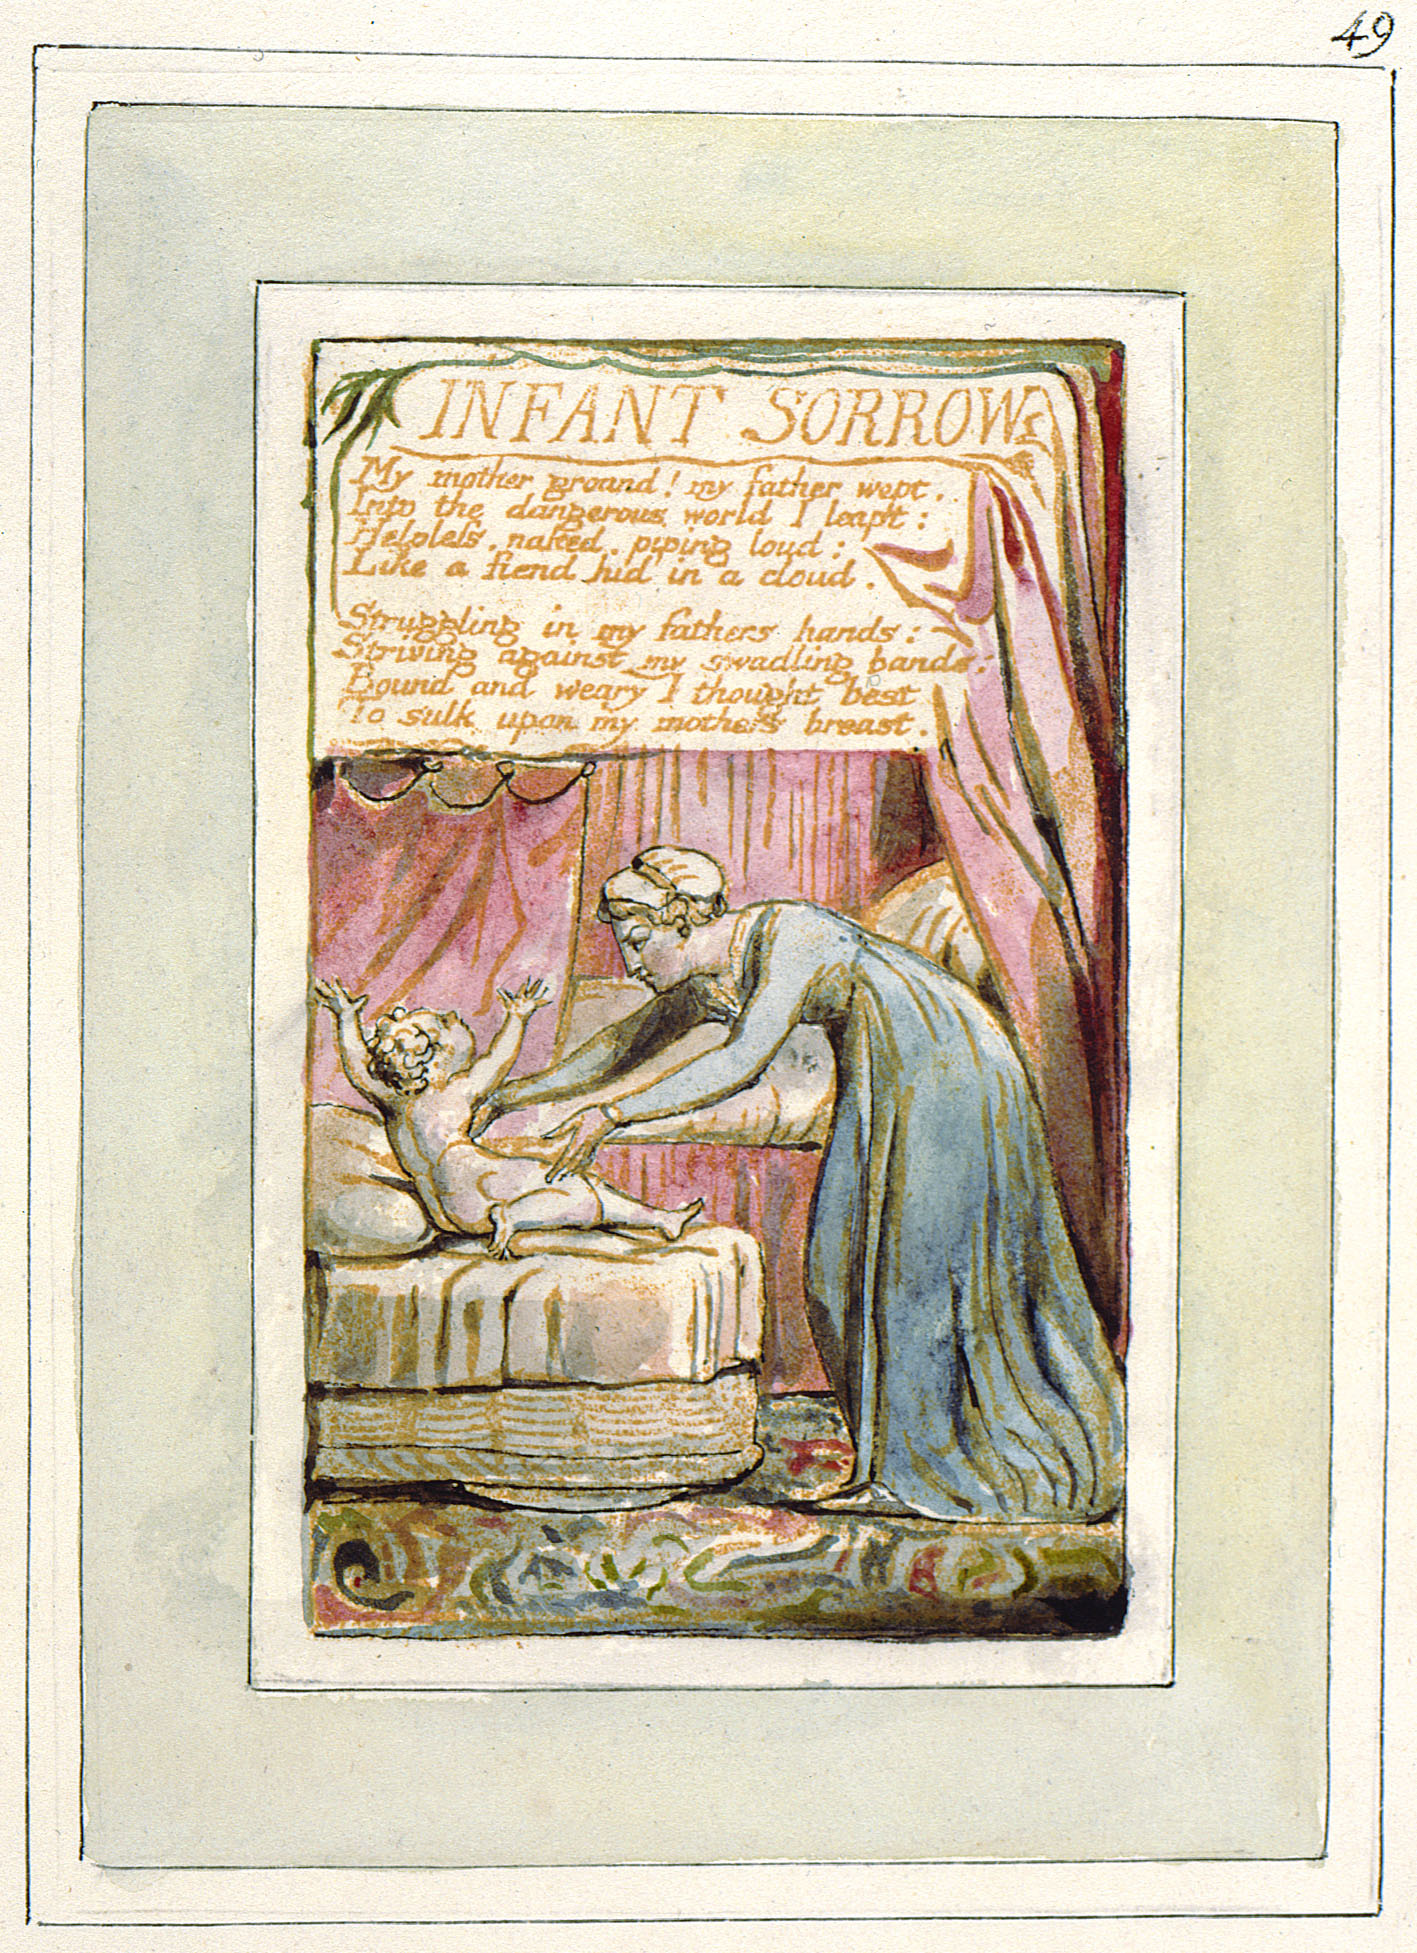 49
INFANT SORROW
My mother groand! my father wept.
Into the dangerous world I leapt:
Helpless, naked, piping loud:
Like a fiend hid in a cloud.
Struggling in my fathers hands:
Striving against my swadling bands:
Bound and weary I thought best
To sulk upon my mothers breast.